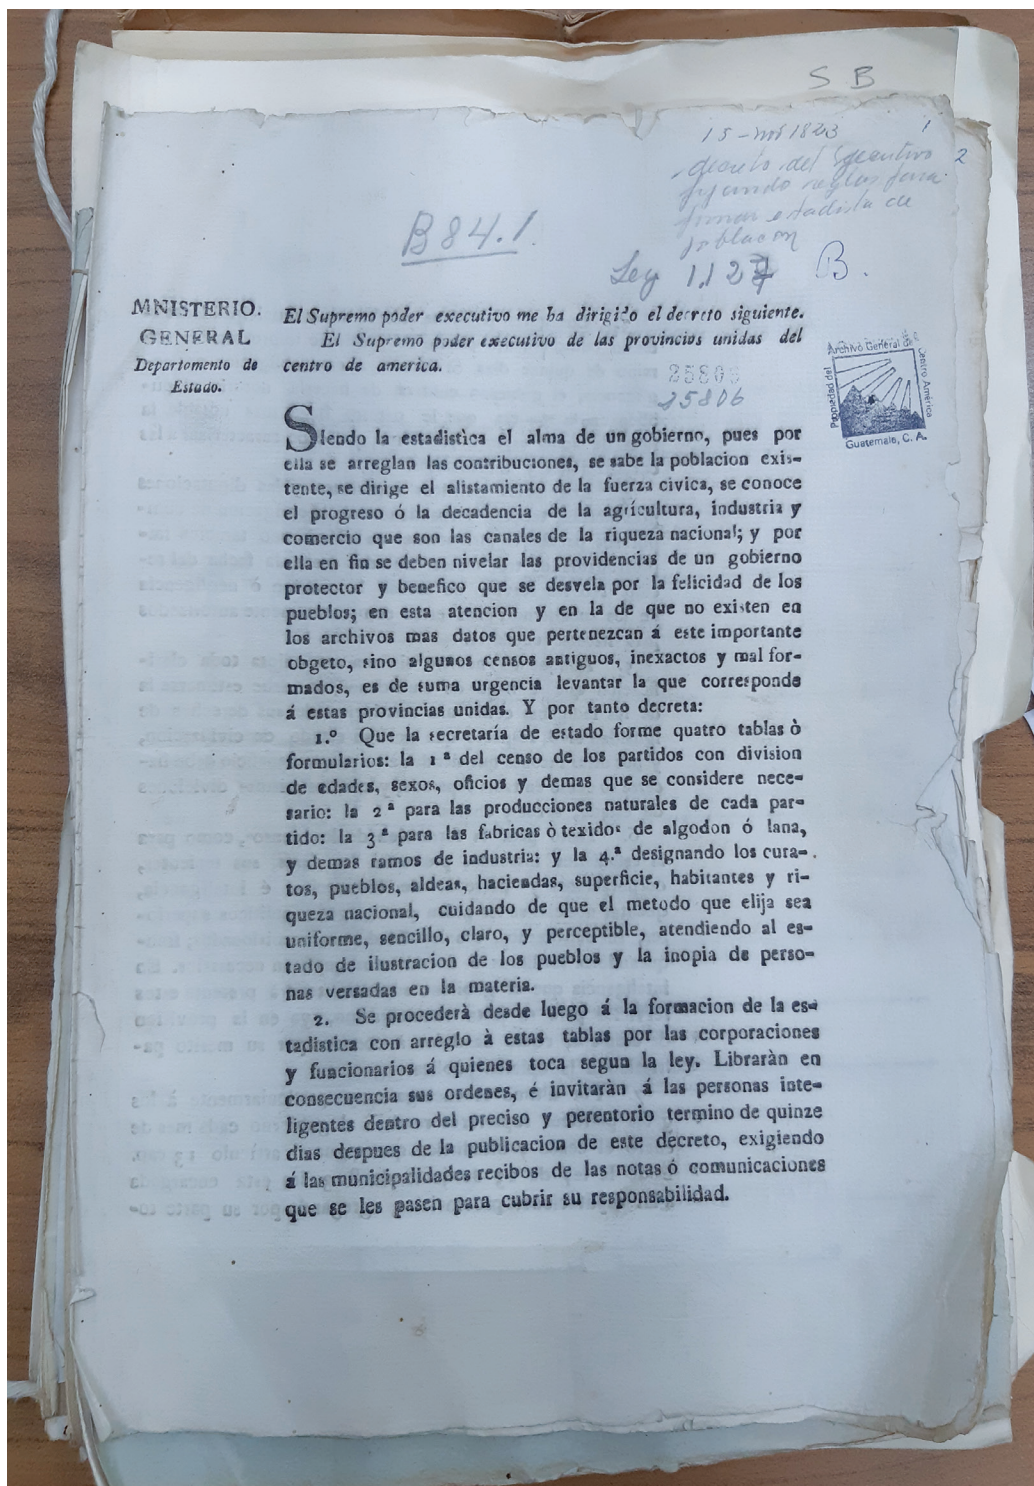 S B
15-nov 1823
1
decreto del Ejecutivo
2
fijando reglas para
formar estadista de
poblacion
B 84.1.
Ley 1.127 B.
MNISTERIO.
GENERAL
Departamento de
Estado.
El Supremo poder executivo me ha dirigido el decreto siguiente.
El Supremo poder executivo de las provincias unidas del
centro de america.
25806
Archivo General de Centro América
Propiedad del
Guatemala, C. A.
SIendo la estadistìca el alma de un gobierno, pues por
ella se arreglan las contribuciones, se sabe la poblacion exis-
tente, se dirige el alistamiento de la fuerza civica, se conoce
el progreso ó la decadencia de la agrícultura, industria y
comercio que son las canales de la riqueza nacional; y por
ella en fin se deben nivelar las providencias de un gobierno
protector y benefico que se desvela por la felicidad de los
pueblos; en esta atencion y en la de que no existen en
los archivos mas datos que pertenezcan á este importante
obgeto, sino algunos censos antiguos, inexactos y mal for-
mados, es de suma urgencia levantar la que corresponde
á estas provincias unidas. Y por tanto decreta:
1.º Que la secretaría de estado forme quatro tablas ò
formularios: la 1ª del censo de los partidos con division
de edades, sexos, oficios y demas que se considere nece-
sario: la 2ª para las producciones naturales de cada par-
tido: la 3ª para las fabricas ò texidos de algodon ó lana,
y demas ramos de industria: y la 4.ª designando los cura-
tos, pueblos, aldeas, haciendas, superficie, habitantes y ri-
queza nacional, cuidando de que el metodo que elija sea
uniforme, sencillo, claro, y perceptible, atendiendo al es-
tado de ilustracion de los pueblos y la inopia de perso-
nas versadas en la materia.
2. Se procederà desde luego á la formacion de la es-
tadistica con arreglo à estas tablas por las corporaciones
y funcionarios á quienes toca segun la ley. Libraràn en
consecuencia sus ordenes, é invitaràn á las personas inte-
ligentes dentro del preciso y perentorio termino de quinze
dias despues de la publicacion de este decreto, exigiendo
á las municipalidades recibos de las notas ó comunicaciones
que se les pasen para cubrir su responsabilidad.